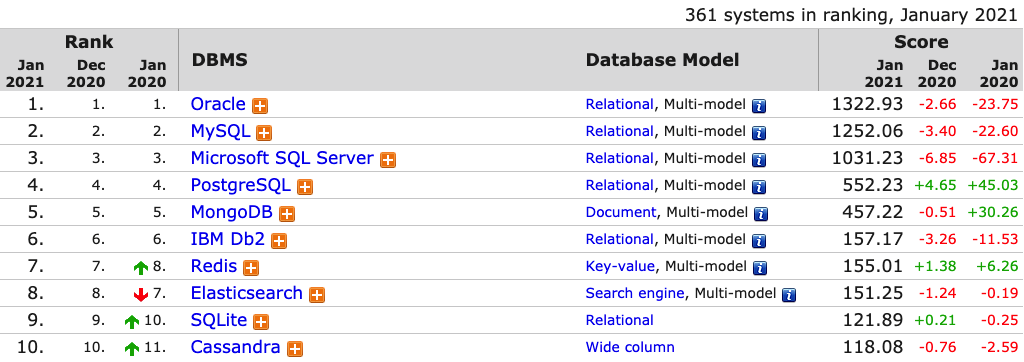 361 systems in ranking, January 2021
Rank DBMS Database Model Score
Jan 2021 Dec 2020 Jan 2020 Jan 2021 Dec 2020 Jan 2020
1. 1. 1. Oracle Relational, Multi-model 1322.93 -2.66 -23.75
2. 2. 2. MySQL Relational, Multi-model 1252.06 -3.40 -22.60
3. 3. 3. Microsoft SQL Server Relational, Multi-model 1031.23 -6.85 -67.31
4. 4. 4. PostgreSQL Relational, Multi-model 552.23 +4.65 +45.03
5. 5. 5. MongoDB Document, Multi-model 457.22 -0.51 +30.26
6. 6. 6. IBM Db2 Relational, Multi-model 157.17 -3.26 -11.53
7. 7. 8. Redis Key-value, Multi-model 155.01 +1.38 +6.26
8. 8. 7. Elasticsearch Search engine, Multi-model 151.25 -1.24 -0.19
9. 9. 10. SQLite Relational 121.89 +0.21 -0.25
10. 10. 11. Cassandra Wide column 118.08 -0.76 -2.59